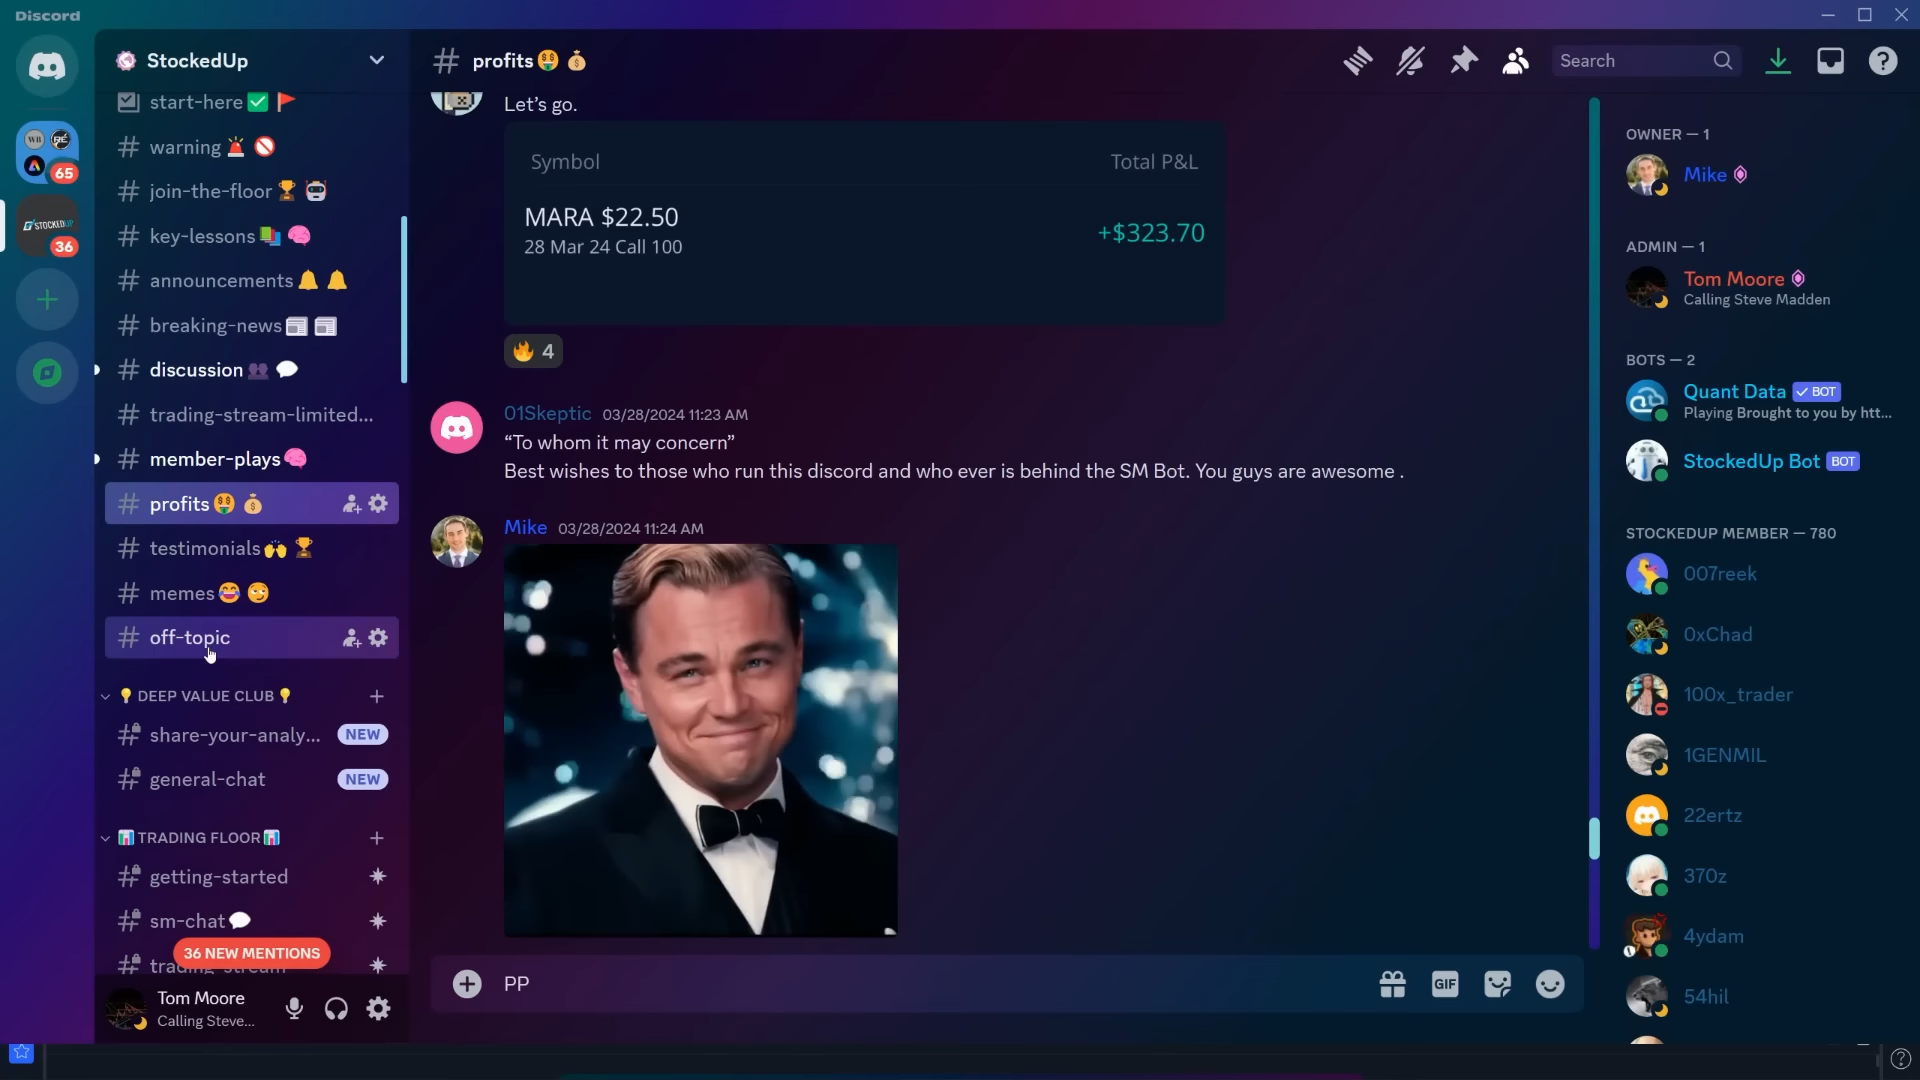 Discord
StockedUp
start-here
warning
join-the-floor
key-lessons
announcements
breaking-news
discussion
trading-stream-limited...
member-plays
profits
testimonials
memes
off-topic
DEEP VALUE CLUB
share-your-analy...
NEW
general-chat
NEW
TRADING FLOOR
getting-started
sm-chat
36 NEW MENTIONS
trading-stream
Tom Moore
Calling Steve...
65
STOCKEDUP
36
profits
Search
Let's go.
Symbol
Total P&L
MARA $22.50
28 Mar 24 Call 100
+$323.70
4
01Skeptic 03/28/2024 11:23 AM
“To whom it may concern”
Best wishes to those who run this discord and who ever is behind the SM Bot. You guys are awesome .
Mike 03/28/2024 11:24 AM
PP
GIF
OWNER — 1
Mike
ADMIN — 1
Tom Moore
Calling Steve Madden
BOTS — 2
Quant Data BOT
Playing Brought to you by htt...
StockedUp Bot BOT
STOCKEDUP MEMBER — 780
007reek
0xChad
100x_trader
1GENMIL
22ertz
370z
4ydam
54hil